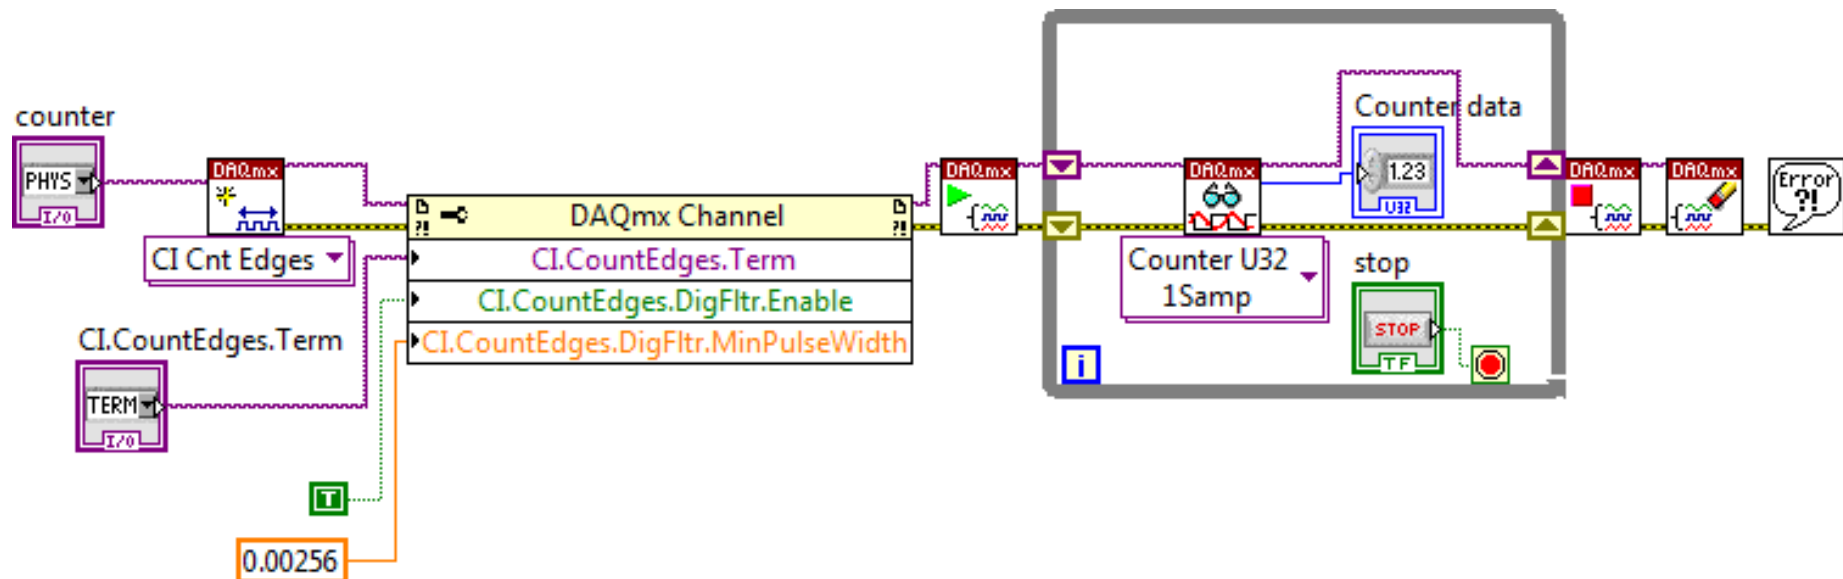 counter
PHYS
I/O
DAQmx
CI Cnt Edges
CI.CountEdges.Term
TERM
I/O
T
0.00256
?!
DAQmx Channel
?!
CI.CountEdges.Term
CI.CountEdges.DigFltr.Enable
CI.CountEdges.DigFltr.MinPulseWidth
DAQmx
DAQmx
Counter U32
1Samp
Counter data
1.23
U32
stop
STOP
TF
i
DAQmx
DAQmx
Error
?!